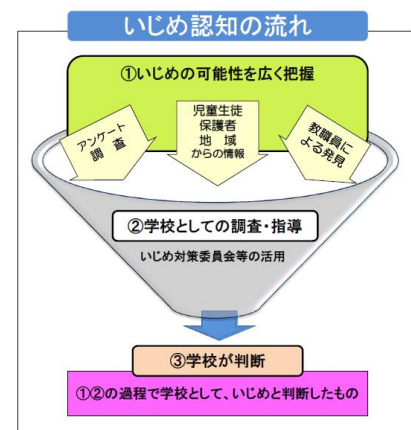 いじめ認知の流れ
①いじめの可能性を広く把握
アンケート
調　査
児童生徒
保護者
地　域
からの情報
教職員に
よる発見
②学校としての調査・指導
いじめ対策委員会等の活用
③学校が判断
①②の過程で学校として、いじめと判断したもの